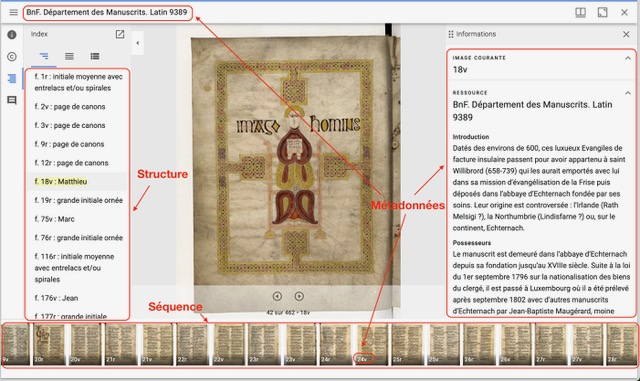 BnF. Département des Manuscrits. Latin 9389
Index
f. 1r : initiale moyenne avec
entrelacs et/ou spirales
f. 2v : page de canons
f. 3v : page de canons
f. 9r : page de canons
f. 12r : page de canons
f. 18v : Matthieu
f. 19r : grande initiale ornée
f. 75v : Marc
f. 76r : grande initiale ornée
f. 116r : initiale moyenne
avec entrelacs et/ou
spirales
f. 176v : Jean
f. 177r : grande initiale
Structure
imago hominis
Métadonnées
42 sur 462 • 18v
Séquence
Informations
IMAGE COURANTE
18v
RESSOURCE
BnF. Département des Manuscrits. Latin
9389
Introduction
Datés des environs de 600, ces luxueux Evangiles de
facture insulaire passent pour avoir appartenu à saint
Willibrord (658-739) qui les aurait emportés avec lui
dans sa mission d'évangélisation de la Frise puis
déposés dans l'abbaye d'Echternach fondée par ses
soins. Leur origine est controversée : l'Irlande (Rath
Melsigi ?), la Northumbrie (Lindisfarne ?) ou, sur le
continent, Echternach.
Possesseurs
Le manuscrit est demeuré dans l'abbaye d'Echternach
depuis sa fondation jusqu'au XVIIIe siècle. Suite à la loi
du 1er septembre 1796 sur la nationalisation des biens
du clergé, il est passé à Luxembourg où il a été prélevé
après septembre 1802 avec d'autres manuscrits
d'Echternach par Jean-Baptiste Maugérard, moine
9v 20r 20v 21r 21v 22r 22v 23r 23v 24r 24v 25r 25v 26r 26v 27r 27v 28r